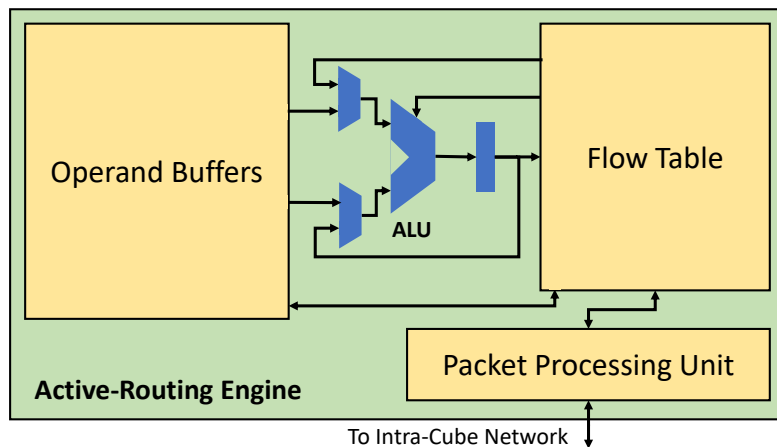 Operand Buffers
Flow Table
ALU
Packet Processing Unit
Active-Routing Engine
To Intra-Cube Network